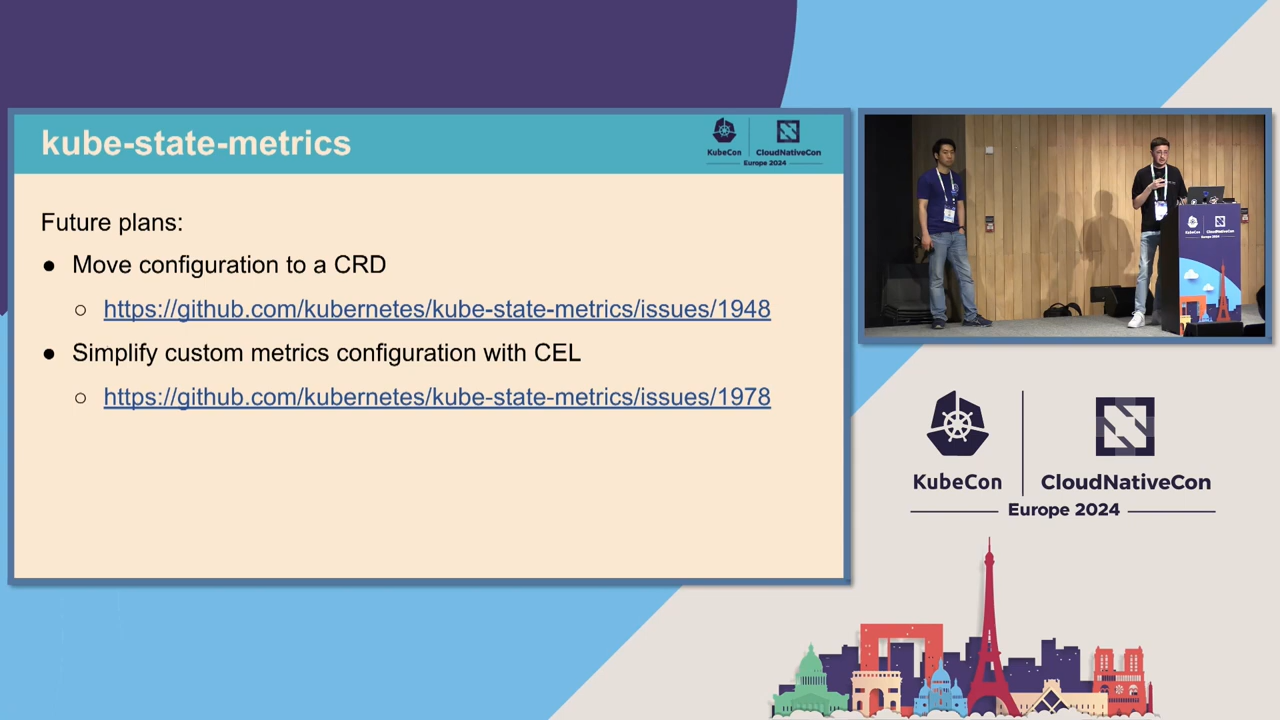 kube-state-metrics
KubeCon
CloudNativeCon
Europe 2024
Future plans:
● Move configuration to a CRD
○ https://github.com/kubernetes/kube-state-metrics/issues/1948
● Simplify custom metrics configuration with CEL
○ https://github.com/kubernetes/kube-state-metrics/issues/1978
KubeCon
CloudNativeCon
Europe 2024